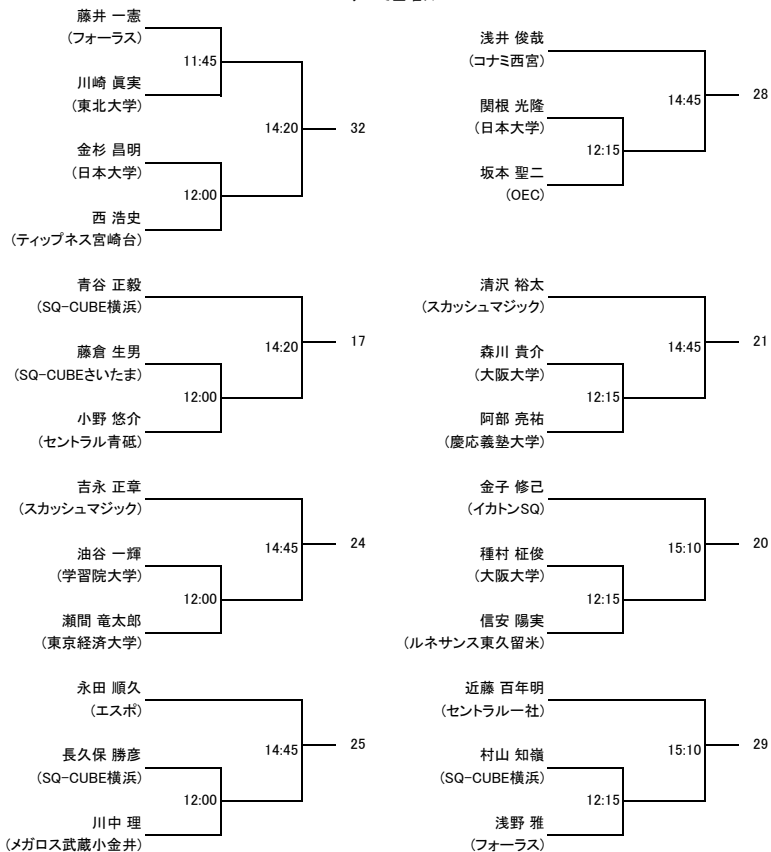 藤井 一憲
(フォーラス)
11:45
川崎 眞実
(東北大学)
14:20
32
金杉 昌明
(日本大学)
12:00
西 浩史
(ティップネス宮崎台)
浅井 俊哉
(コナミ西宮)
14:45
28
関根 光隆
(日本大学)
12:15
坂本 聖二
(OEC)
青谷 正毅
(SQ-CUBE横浜)
14:20
17
藤倉 生男
(SQ-CUBEさいたま)
12:00
小野 悠介
(セントラル青砥)
清沢 裕太
(スカッシュマジック)
14:45
21
森川 貴介
(大阪大学)
12:15
阿部 亮祐
(慶応義塾大学)
吉永 正章
(スカッシュマジック)
14:45
24
油谷 一輝
(学習院大学)
12:00
瀬間 竜太郎
(東京経済大学)
金子 修己
(イカトンSQ)
15:10
20
種村 柾俊
(大阪大学)
12:15
信安 陽実
(ルネサンス東久留米)
永田 順久
(エスポ)
14:45
25
長久保 勝彦
(SQ-CUBE横浜)
12:00
川中 理
(メガロス武蔵小金井)
近藤 百年明
(セントラル一社)
15:10
29
村山 知嶺
(SQ-CUBE横浜)
12:15
浅野 雅
(フォーラス)